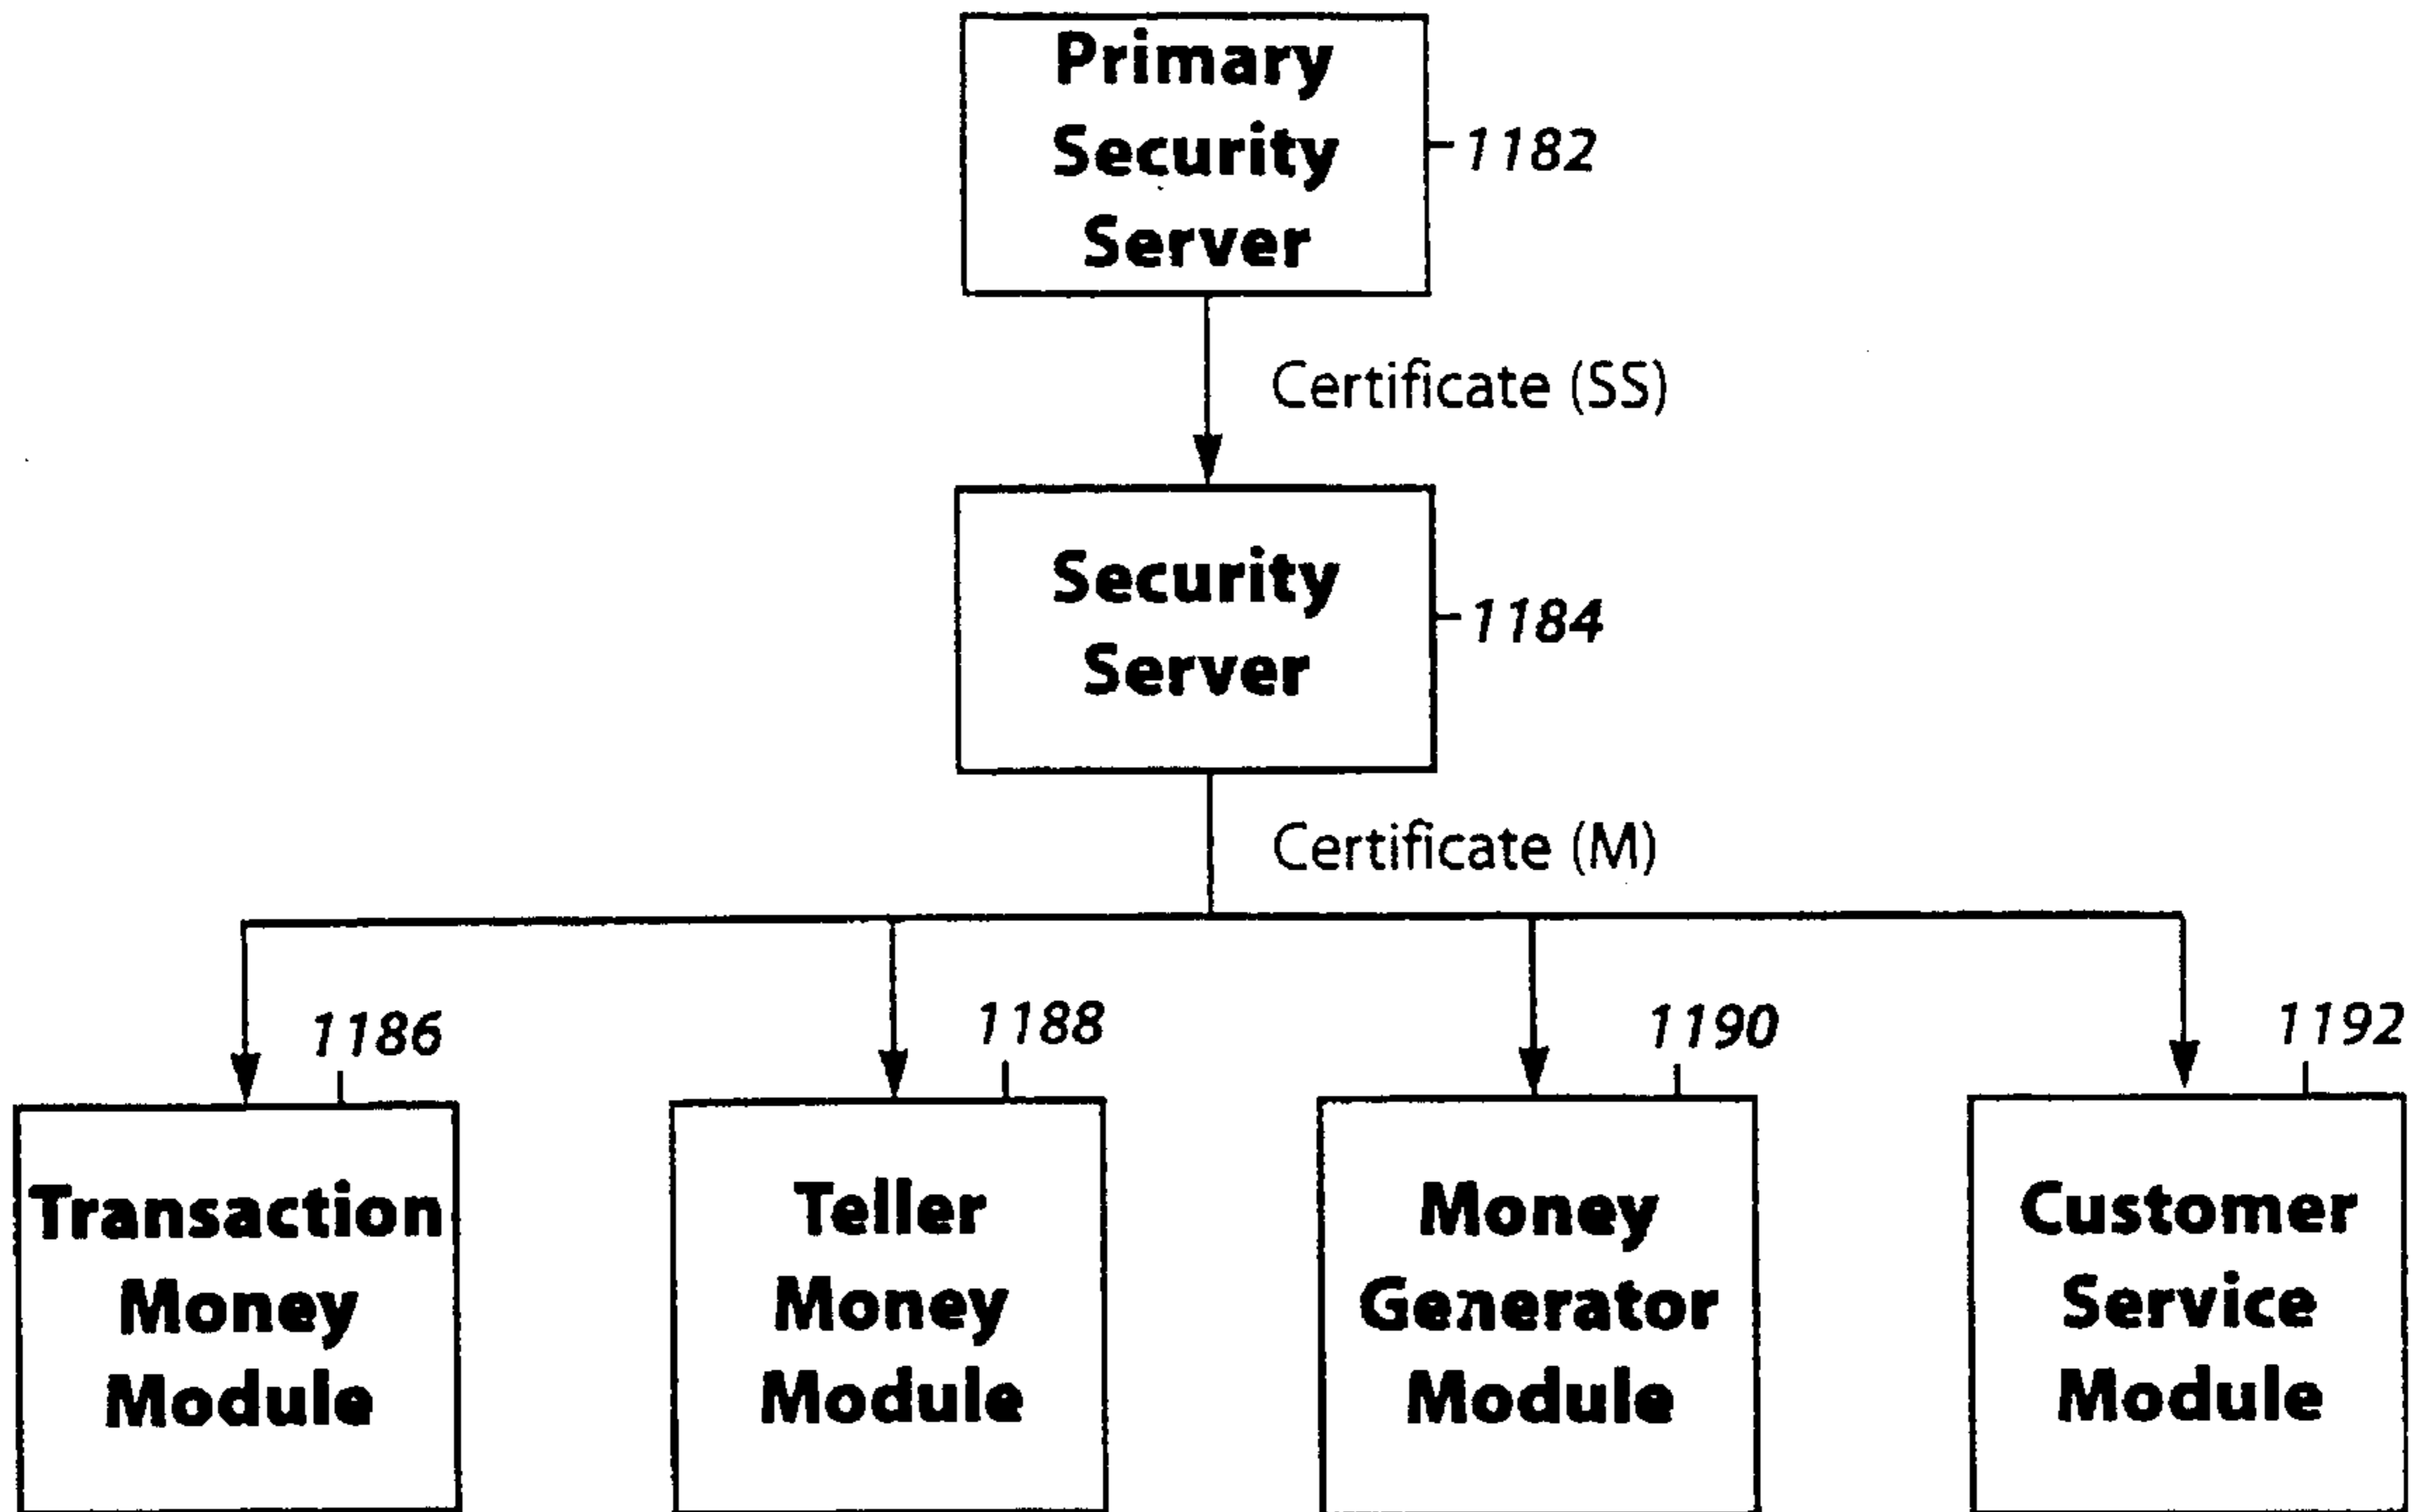 Primary
Security
Server
1182
Certificate (SS)
Security
Server
1184
Certificate (M)
1186
1188
1190
1192
Transaction
Money
Module
Teller
Money
Module
Money
Generator
Module
Customer
Service
Module